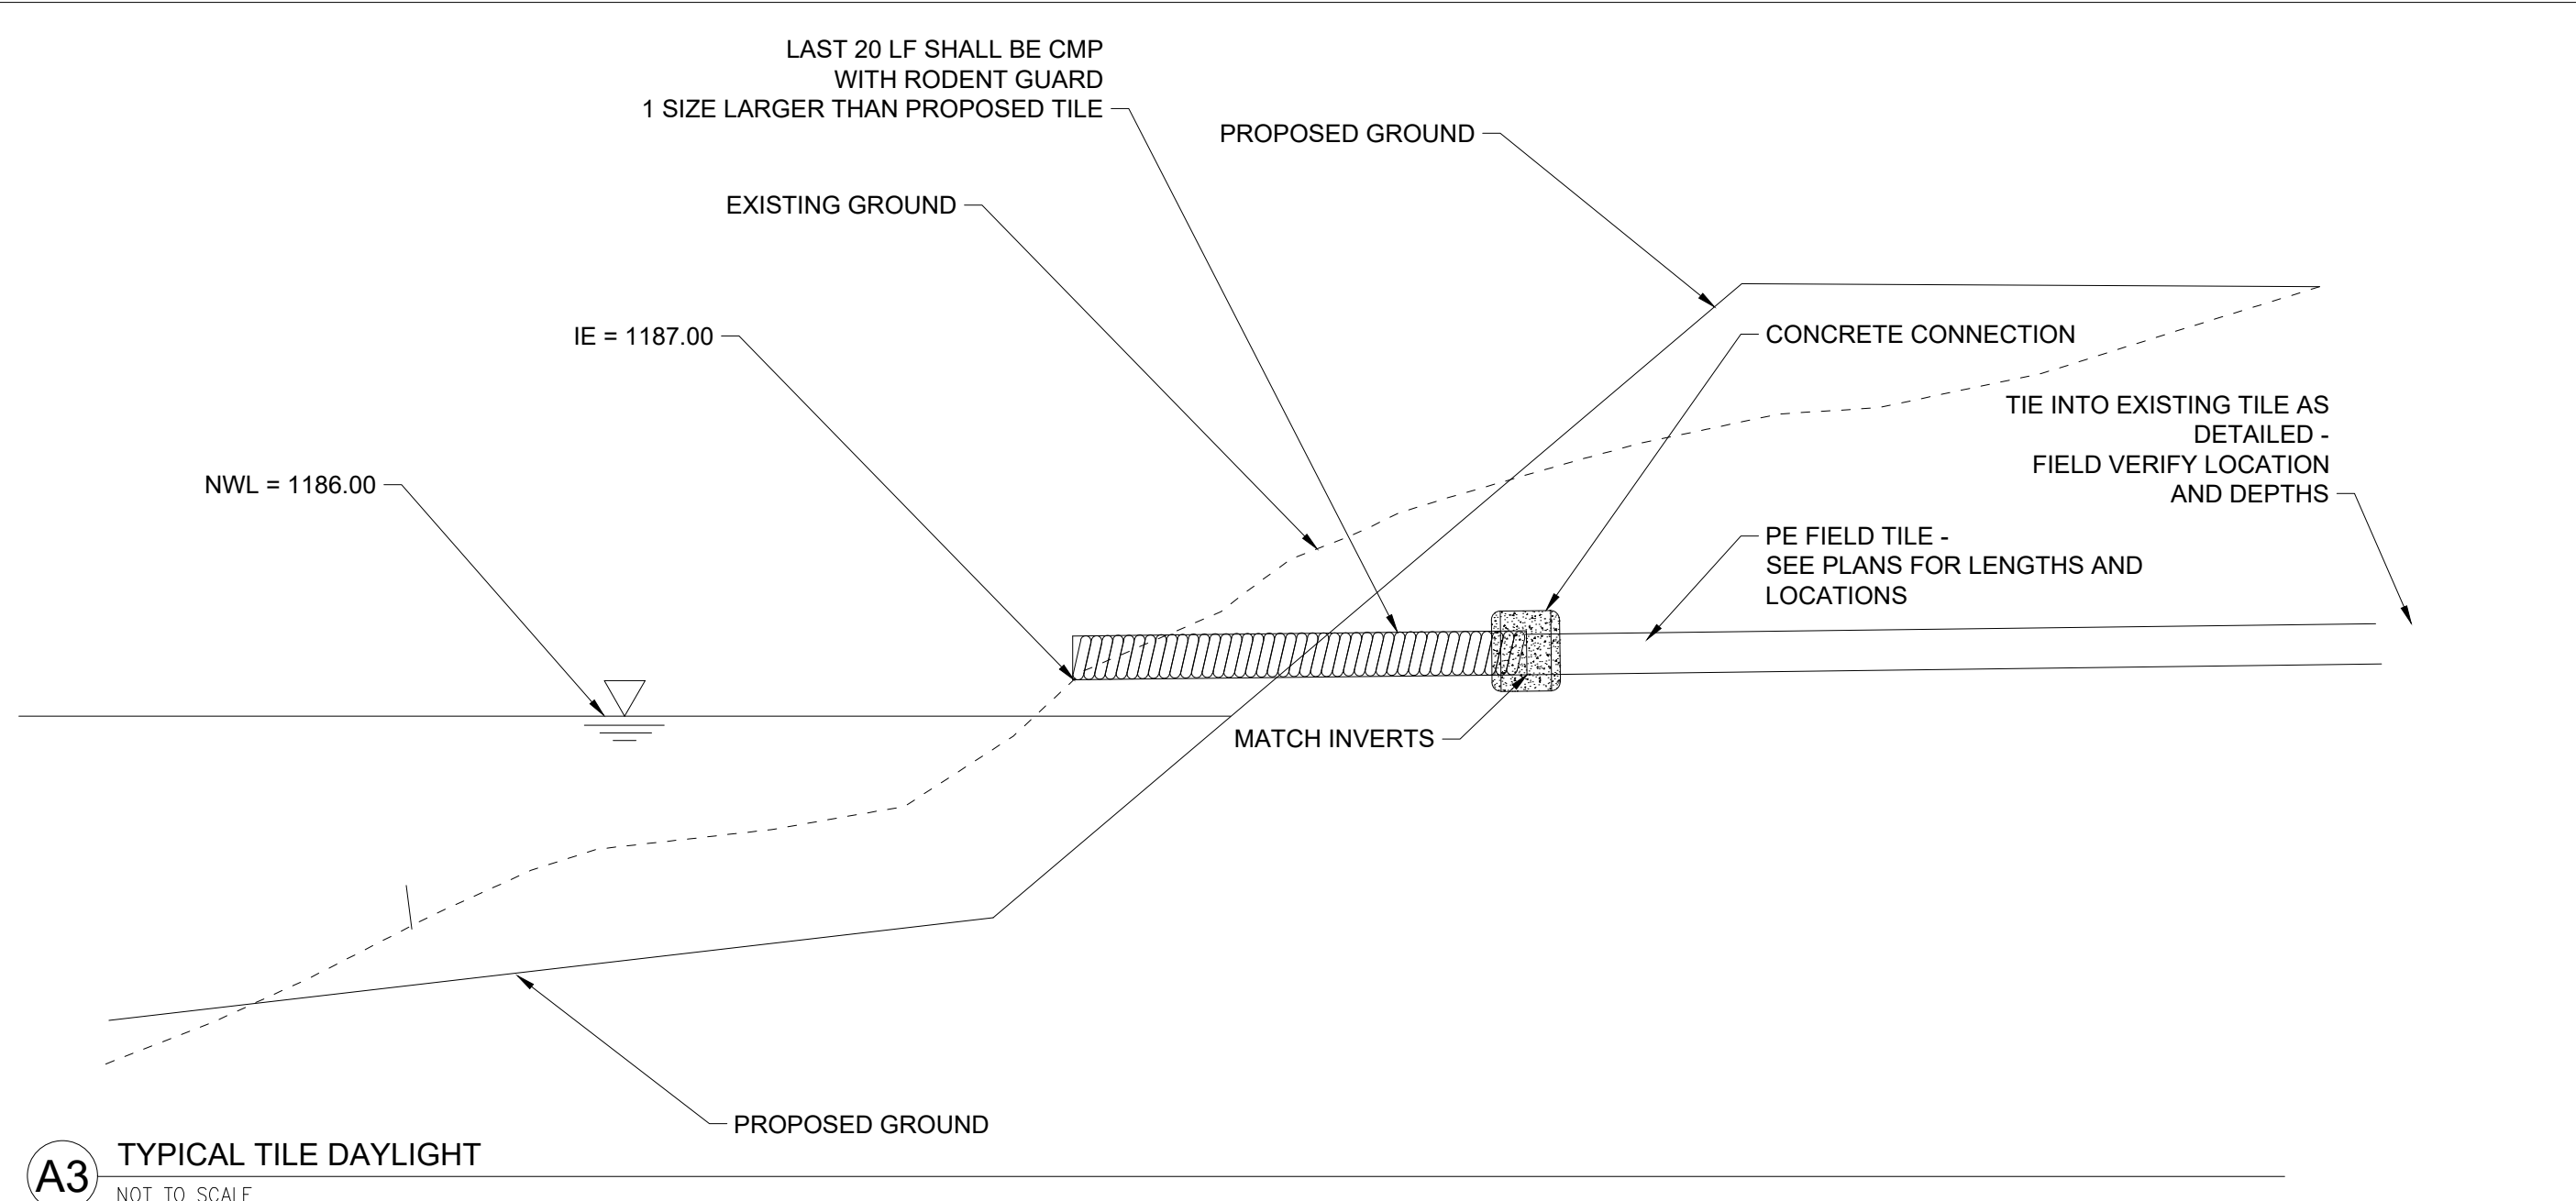 LAST 20 LF SHALL BE CMP
WITH RODENT GUARD
1 SIZE LARGER THAN PROPOSED TILE
PROPOSED GROUND
EXISTING GROUND
IE = 1187.00
CONCRETE CONNECTION
TIE INTO EXISTING TILE AS
DETAILED -
FIELD VERIFY LOCATION
AND DEPTHS
NWL = 1186.00
PE FIELD TILE -
SEE PLANS FOR LENGTHS AND
LOCATIONS
MATCH INVERTS
PROPOSED GROUND
A3
TYPICAL TILE DAYLIGHT
NOT TO SCALE